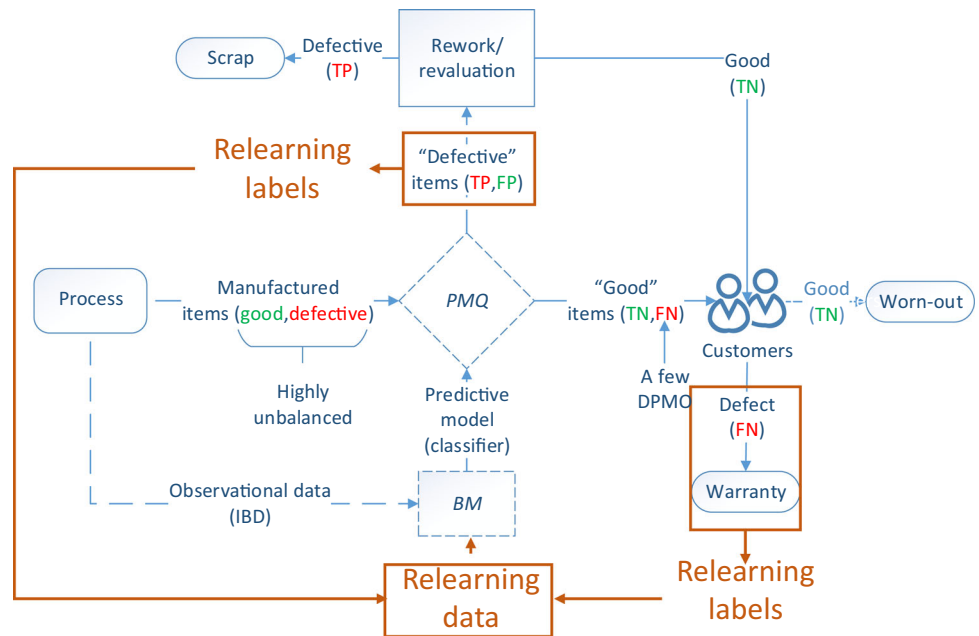 Scrap
Defective
(TP)
Rework/
revaluation
Good
(TN)
Relearning
labels
“Defective”
items (TP,FP)
Process
Manufactured
items (good,defective)
PMQ
“Good”
items (TN,FN)
Good
(TN)
Worn-out
Customers
Highly
unbalanced
Predictive
model
(classifier)
A few
DPMO
Defect
(FN)
Observational data
(IBD)
BM
Warranty
Relearning
data
Relearning
labels